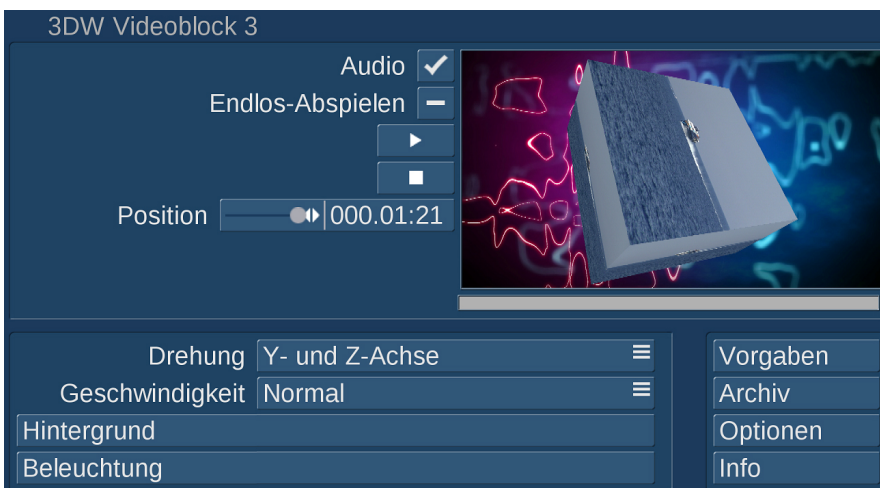 3DW Videoblock 3
Audio
Endlos-Abspielen
Position 000.01:21
Drehung Y- und Z-Achse
Geschwindigkeit Normal
Hintergrund
Beleuchtung
Vorgaben
Archiv
Optionen
Info